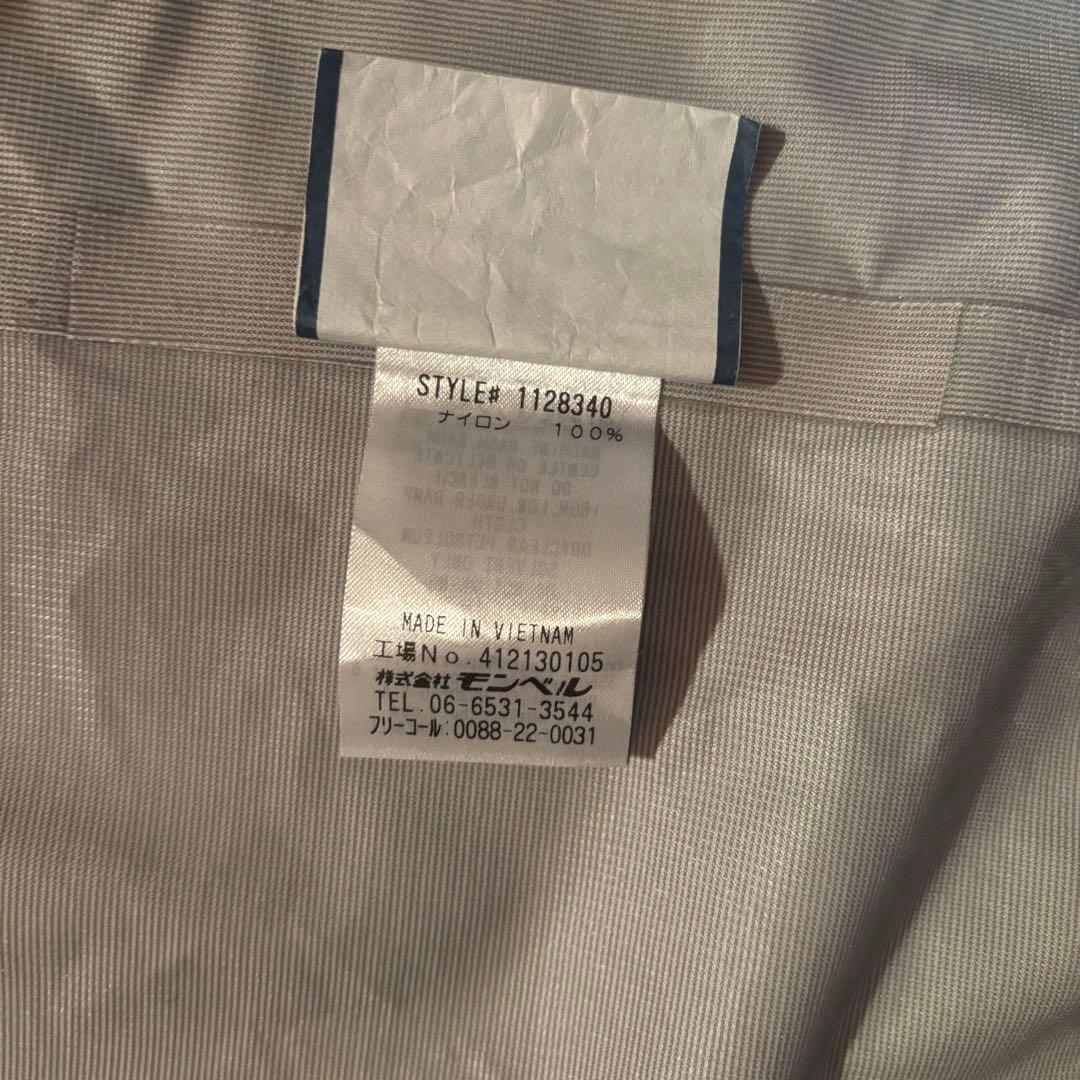 STYLE# 1128340
ナイロン 100%
MADE IN VIETNAM
工場No.412130105
株式会社 モンベル
TEL.06-6531-3544
フリーコール:0088-22-0031